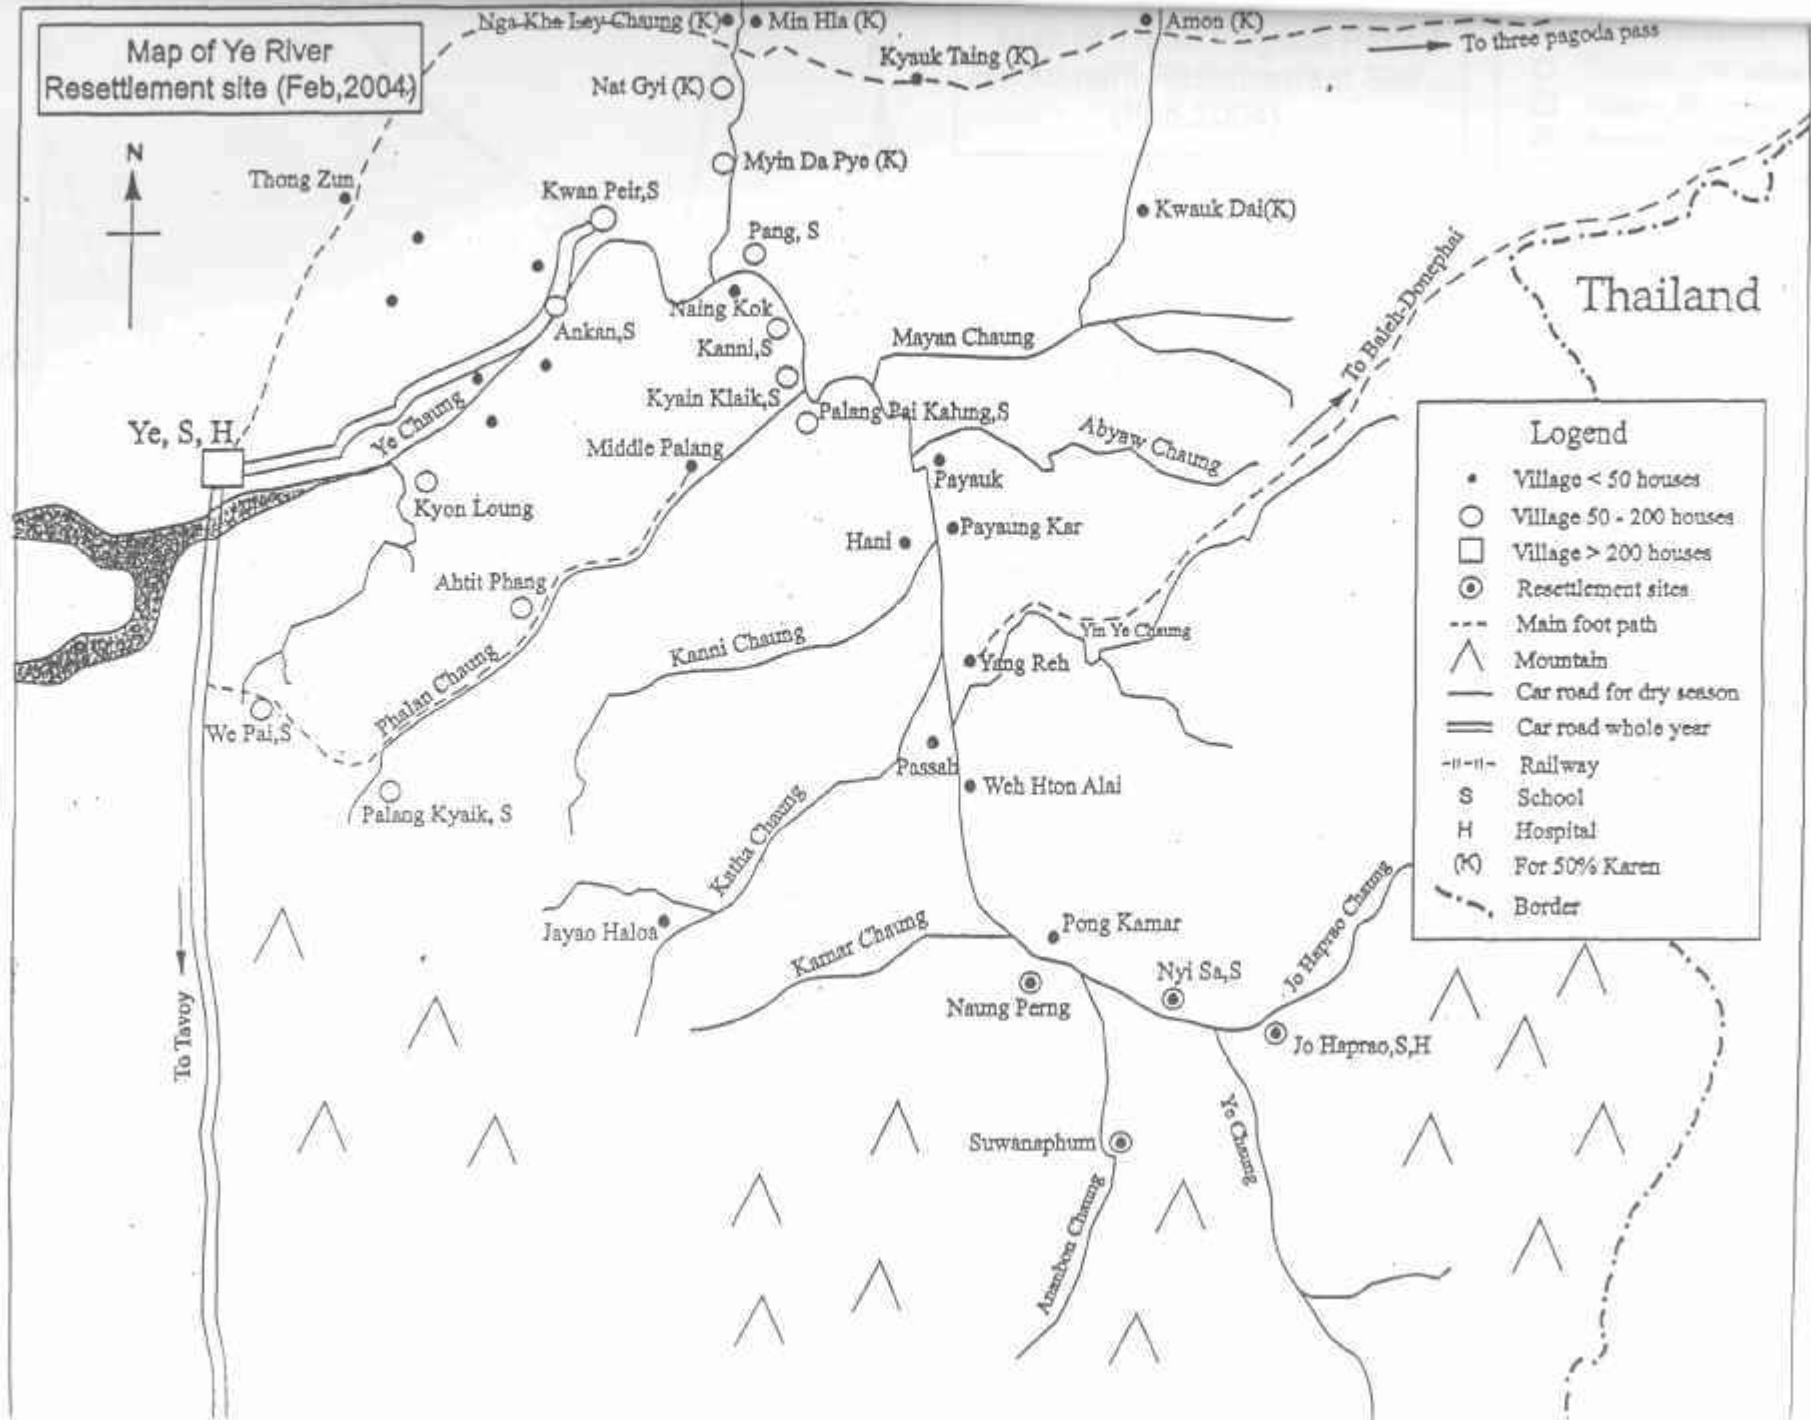 Map of Ye River
Resettlement site (Feb,2004)
Nga Khe Ley Chaung (K)
Min Hla (K)
Amon (K)
To three pagoda pass
Kyauk Taing (K)
Nat Gyi (K)
N
Myin Da Pye (K)
Thong Zun
Kwan Peir,S
Kwauk Dai(K)
Pang, S
To Baleh-Donephai
Thailand
Naing Kok
Ankan,S
Kanni,S
Mayan Chaung
Kyain Klaik,S
Palang Pai Kahng,S
Ye Chaung
Ye, S, H
Middle Palang
Abyaw Chaung
Payauk
Kyon Loung
Hani
Payaung Kar
Ahtit Phang
Kanni Chaung
Yin Ye Chaung
Yang Reh
Phalan Chaung
We Pai,S
Passah
Weh Hton Alai
Palang Kyaik, S
Katha Chaung
Jayao Haloa
Kamar Chaung
Pong Kamar
Jo Haprao Chaung
Nyi Sa,S
Naung Perng
Jo Haprao,S,H
To Tavoy
Suwanaphum
Ye Chaung
Ananbon Chaung
Logend
Village < 50 houses
Village 50 - 200 houses
Village > 200 houses
Resettlement sites
Main foot path
Mountain
Car road for dry season
Car road whole year
Railway
S School
H Hospital
(K) For 50% Karen
Border